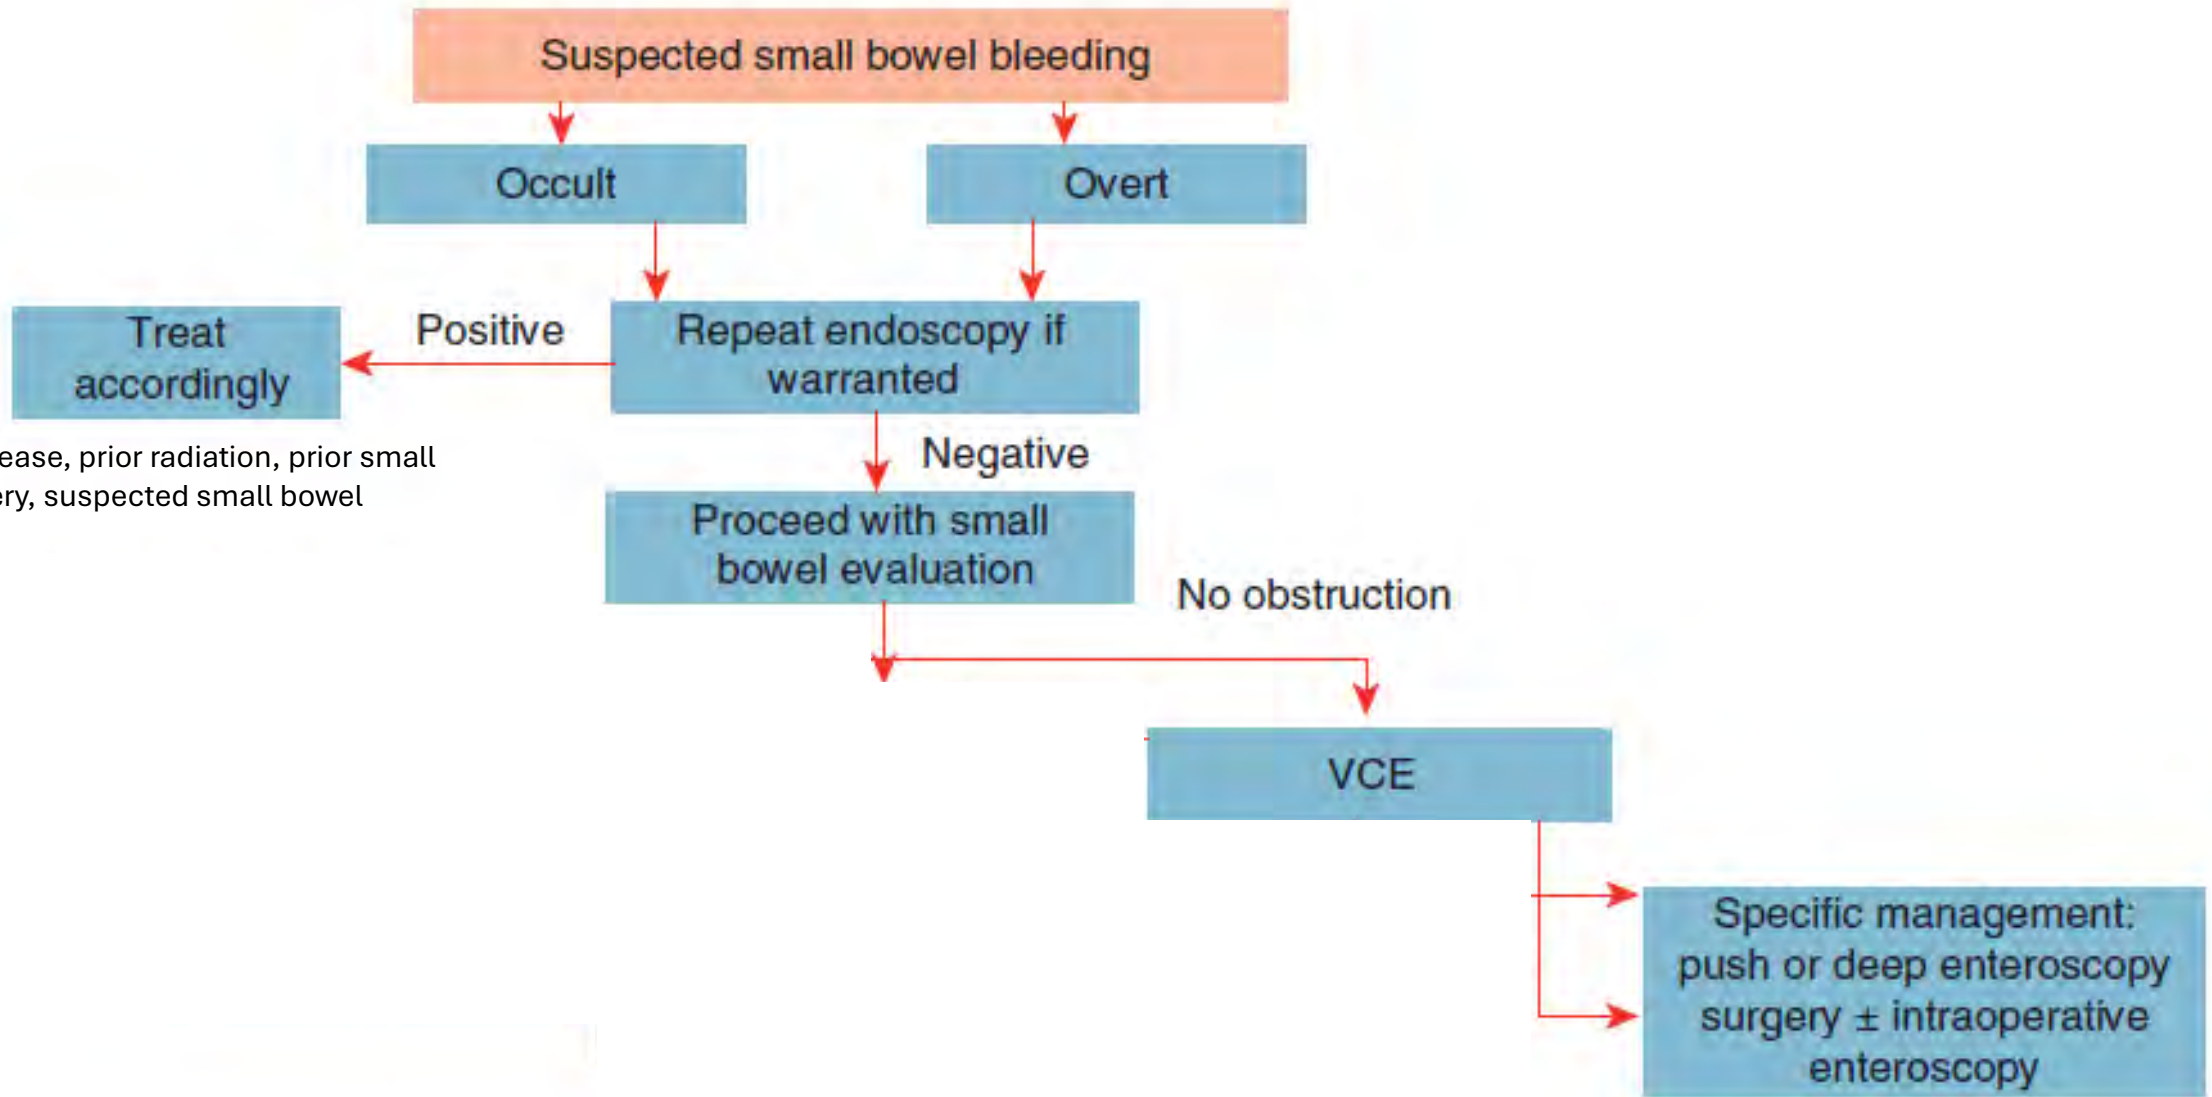 Suspected small bowel bleeding
Occult
Overt
Treat
accordingly
Positive
Repeat endoscopy if
warranted
ease, prior radiation, prior small
ery, suspected small bowel
Negative
Proceed with small
bowel evaluation
No obstruction
VCE
Specific management:
push or deep enteroscopy
surgery ± intraoperative
enteroscopy